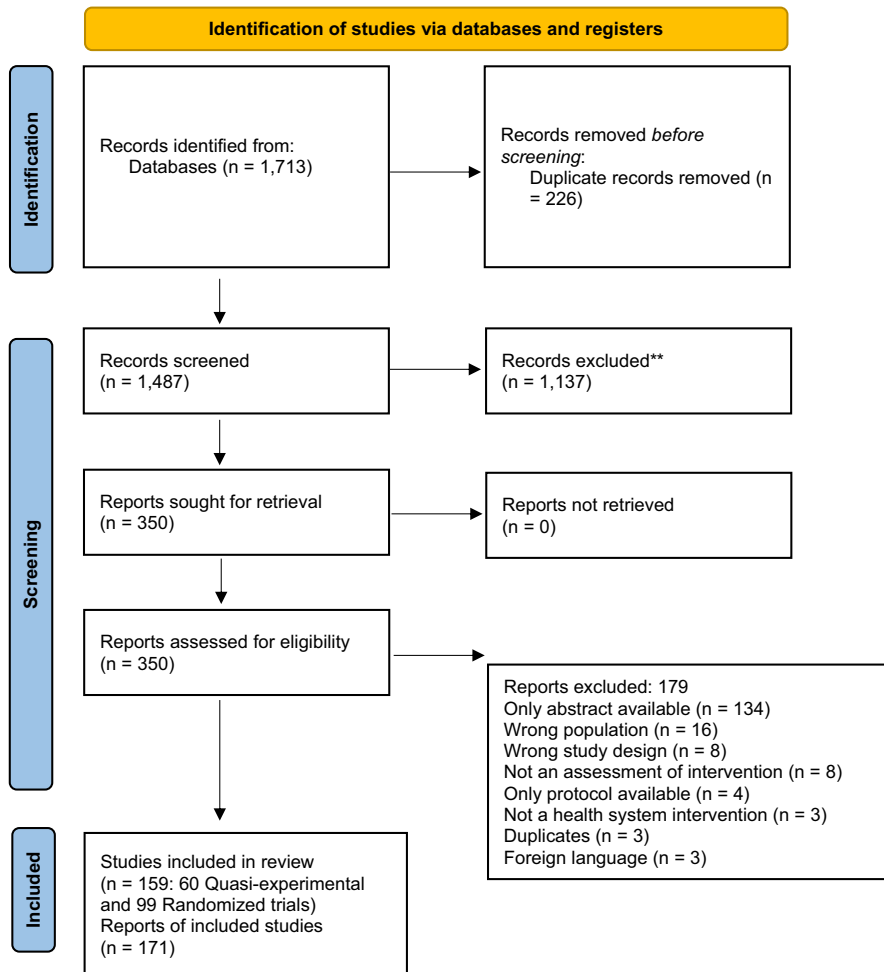 Identification of studies via databases and registers
Identification
Records identified from:
Databases (n = 1,713)
Records removed before
screening:
Duplicate records removed (n
= 226)
Screening
Records screened
(n = 1,487)
Records excluded**
(n = 1,137)
Reports sought for retrieval
(n = 350)
Reports not retrieved
(n = 0)
Reports assessed for eligibility
(n = 350)
Reports excluded: 179
Only abstract available (n = 134)
Wrong population (n = 16)
Wrong study design (n = 8)
Not an assessment of intervention (n = 8)
Only protocol available (n = 4)
Not a health system intervention (n = 3)
Duplicates (n = 3)
Foreign language (n = 3)
Included
Studies included in review
(n = 159: 60 Quasi-experimental
and 99 Randomized trials)
Reports of included studies
(n = 171)